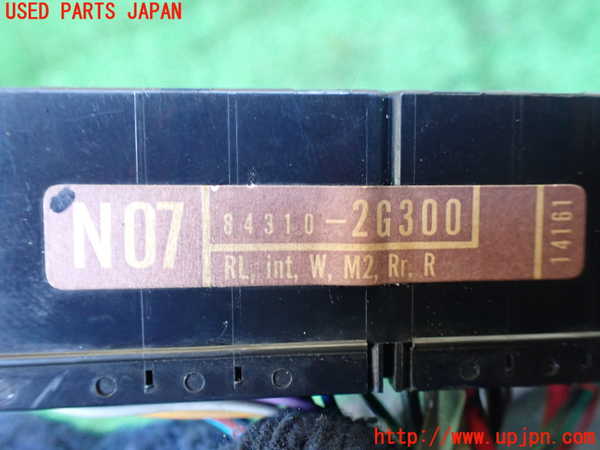 USED PARTS JAPAN
N07
84310-2G300
RL, int, W, M2, Rr, R
14161
http://www.upjpn.com/